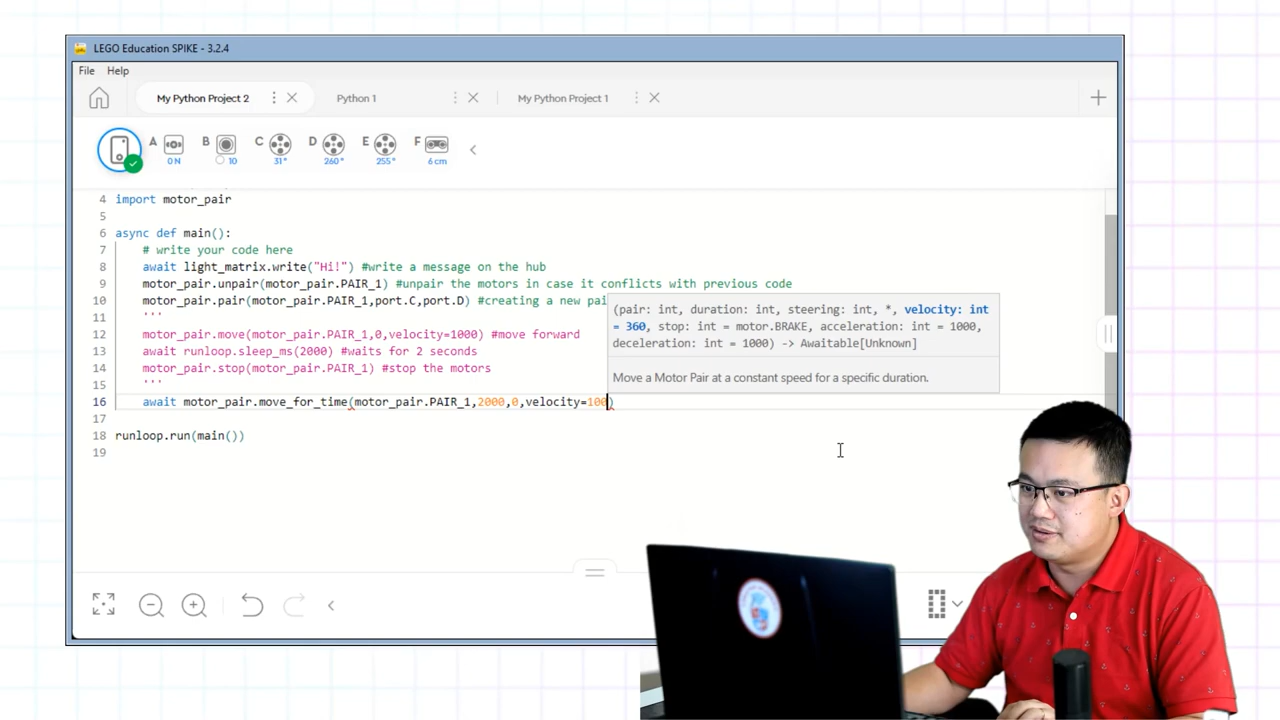 LEGO Education SPIKE - 3.2.4
File Help
My Python Project 2
Python 1
My Python Project 1
A B C D E F
0 N 10 31° 260° 255° 6 cm
4 import motor_pair
5
6 async def main():
7 # write your code here
8 await light_matrix.write("Hi!") #write a message on the hub
9 motor_pair.unpair(motor_pair.PAIR_1) #unpair the motors in case it conflicts with previous code
10 motor_pair.pair(motor_pair.PAIR_1,port.C,port.D) #creating a new pai
11 '''
12 motor_pair.move(motor_pair.PAIR_1,0,velocity=1000) #move forward
13 await runloop.sleep_ms(2000) #waits for 2 seconds
14 motor_pair.stop(motor_pair.PAIR_1) #stop the motors
15 '''
16 await motor_pair.move_for_time(motor_pair.PAIR_1,2000,0,velocity=100)
17
18 runloop.run(main())
19
(pair: int, duration: int, steering: int, *, velocity: int
= 360, stop: int = motor.BRAKE, acceleration: int = 1000,
deceleration: int = 1000) -> Awaitable[Unknown]
Move a Motor Pair at a constant speed for a specific duration.